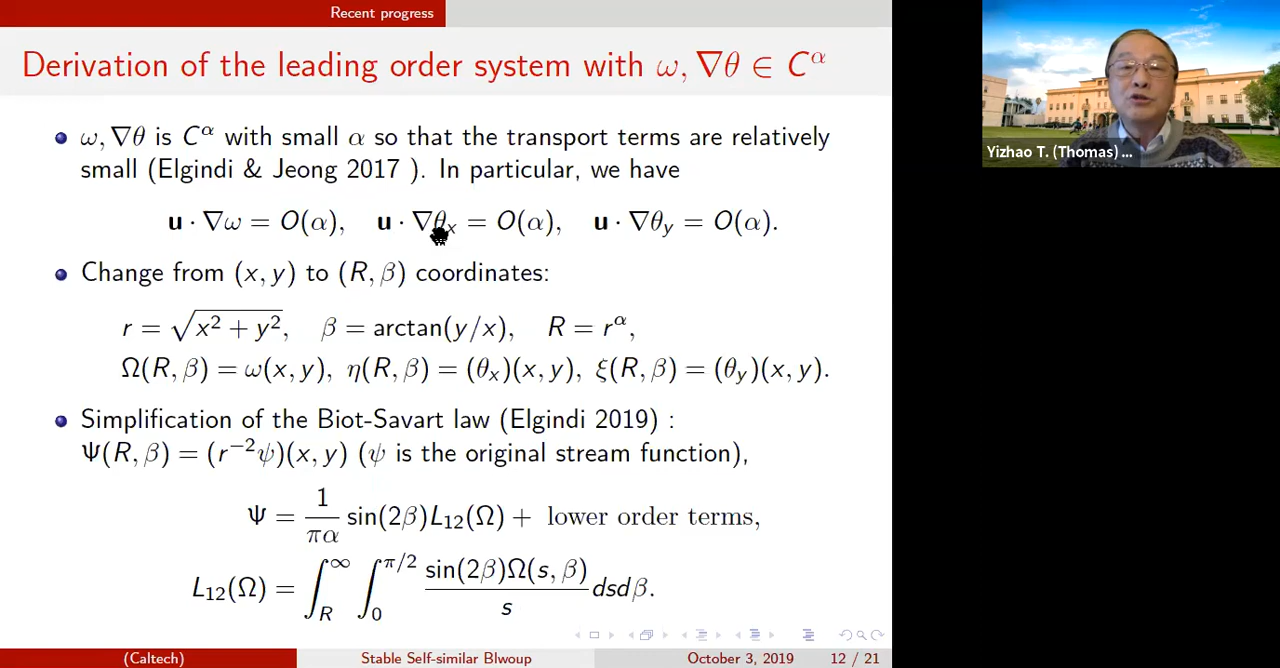 Recent progress
Derivation of the leading order system with ω, ∇θ ∈ C^α
ω, ∇θ is C^α with small α so that the transport terms are relatively
small (Elgindi & Jeong 2017 ). In particular, we have
u · ∇ω = O(α), u · ∇θ_x = O(α), u · ∇θ_y = O(α).
Change from (x, y) to (R, β) coordinates:
r = √(x² + y²), β = arctan(y/x), R = r^α,
Ω(R, β) = ω(x, y), η(R, β) = (θ_x)(x, y), ξ(R, β) = (θ_y)(x, y).
Simplification of the Biot-Savart law (Elgindi 2019) :
Ψ(R, β) = (r^{-2}ψ)(x, y) (ψ is the original stream function),
Ψ = 1/(πα) sin(2β)L₁₂(Ω) + lower order terms,
L₁₂(Ω) = ∫_R^∞ ∫_0^{π/2} sin(2β)Ω(s, β)/s dsdβ.
(Caltech) Stable Self-similar Blwoup October 3, 2019 12 / 21
Yizhao T. (Thomas) ...